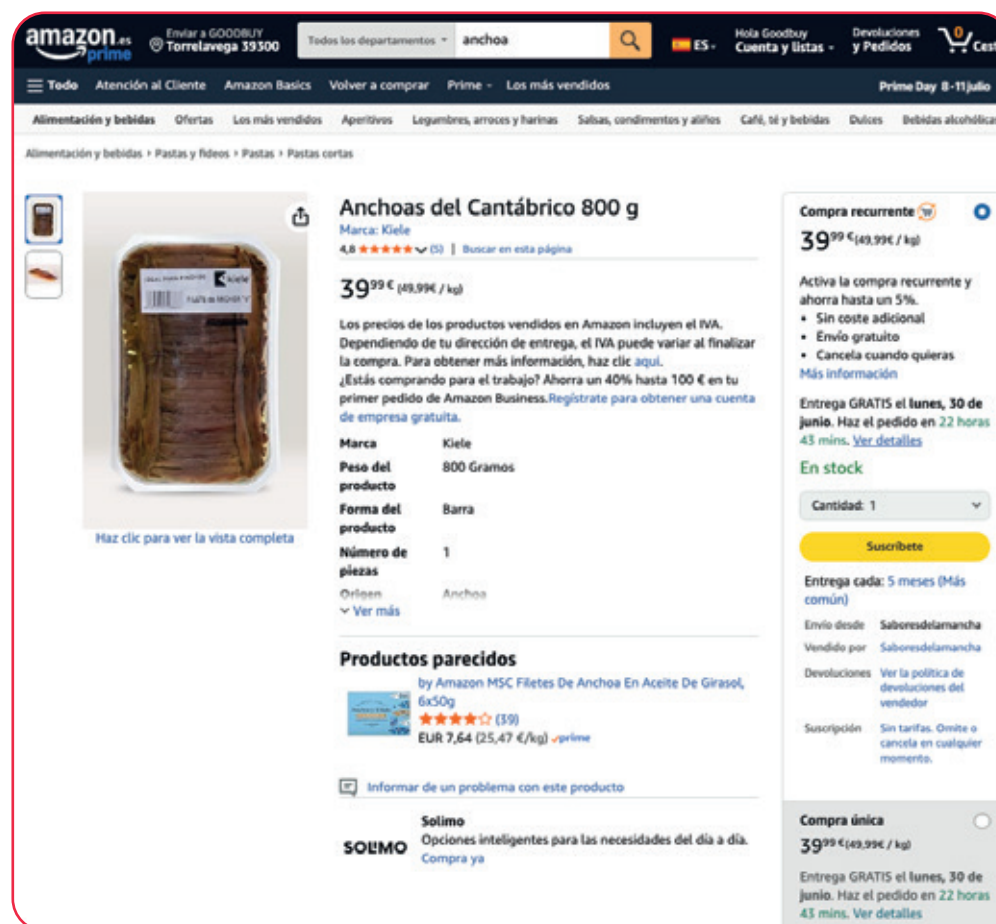 amazon.es
prime
Enviar a GOODBUY
Torrelavega 39300
Todos los departamentos
anchoa
ES
Hola Goodbuy
Cuenta y listas
Devoluciones
y Pedidos
0
Cest
Todo Atención al Cliente Amazon Basics Volver a comprar Prime Los más vendidos
Prime Day 8-11 julio
Alimentación y bebidas Ofertas Los más vendidos Aperitivos Legumbres, arroces y harinas Salsas, condimentos y aliños Café, té y bebidas Dulces Bebidas alcohólicas
Alimentación y bebidas › Pastas y fideos › Pastas › Pastas cortas
Kiele
Haz clic para ver la vista completa
Anchoas del Cantábrico 800 g
Marca: Kiele
4,8 ★★★★★ (5) | Buscar en esta página
39⁹⁹ € (49,99€ / kg)
Los precios de los productos vendidos en Amazon incluyen el IVA.
Dependiendo de tu dirección de entrega, el IVA puede variar al finalizar
la compra. Para obtener más información, haz clic aquí.
¿Estás comprando para el trabajo? Ahorra un 40% hasta 100 € en tu
primer pedido de Amazon Business.Regístrate para obtener una cuenta
de empresa gratuita.
Marca Kiele
Peso del 800 Gramos
producto
Forma del Barra
producto
Número de 1
piezas
Origen Anchoa
Ver más
Productos parecidos
by Amazon MSC Filetes De Anchoa En Aceite De Girasol,
6x50g
★★★★☆ (39)
EUR 7,64 (25,47 €/kg) prime
Informar de un problema con este producto
SOLIMO
Solimo
Opciones inteligentes para las necesidades del día a día.
Compra ya
Compra recurrente
39⁹⁹ € (49,99€ / kg)
Activa la compra recurrente y
ahorra hasta un 5%.
• Sin coste adicional
• Envío gratuito
• Cancela cuando quieras
Más información
Entrega GRATIS el lunes, 30 de
junio. Haz el pedido en 22 horas
43 mins. Ver detalles
En stock
Cantidad: 1
Suscríbete
Entrega cada: 5 meses (Más
común)
Envío desde Saboresdelamancha
Vendido por Saboresdelamancha
Devoluciones Ver la política de
devoluciones del
vendedor
Suscripción Sin tarifas. Omite o
cancela en cualquier
momento.
Compra única
39⁹⁹ € (49,99€ / kg)
Entrega GRATIS el lunes, 30 de
junio. Haz el pedido en 22 horas
43 mins. Ver detalles